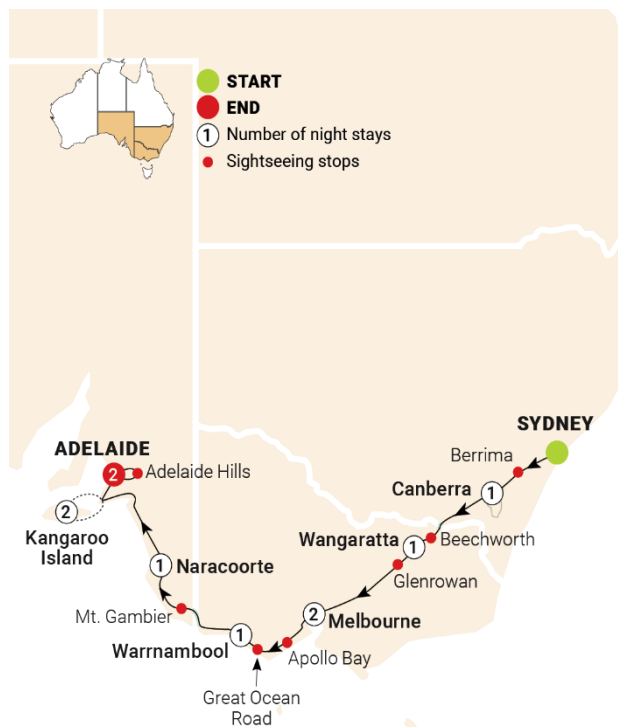 START
END
1 Number of night stays
Sightseeing stops
SYDNEY
Berrima
ADELAIDE
2
Adelaide Hills
Canberra
1
2
Kangaroo
Island
Wangaratta
1
Beechworth
1
Naracoorte
Glenrowan
Mt. Gambier
2
Melbourne
1
Warrnambool
Apollo Bay
Great Ocean
Road